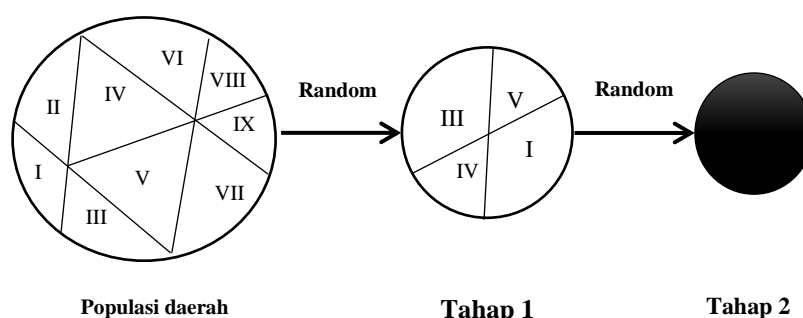 VI
VIII
II
IV
Random
Random
V
IX
III
I
I
V
IV
VII
III
Populasi daerah
Tahap 1
Tahap 2